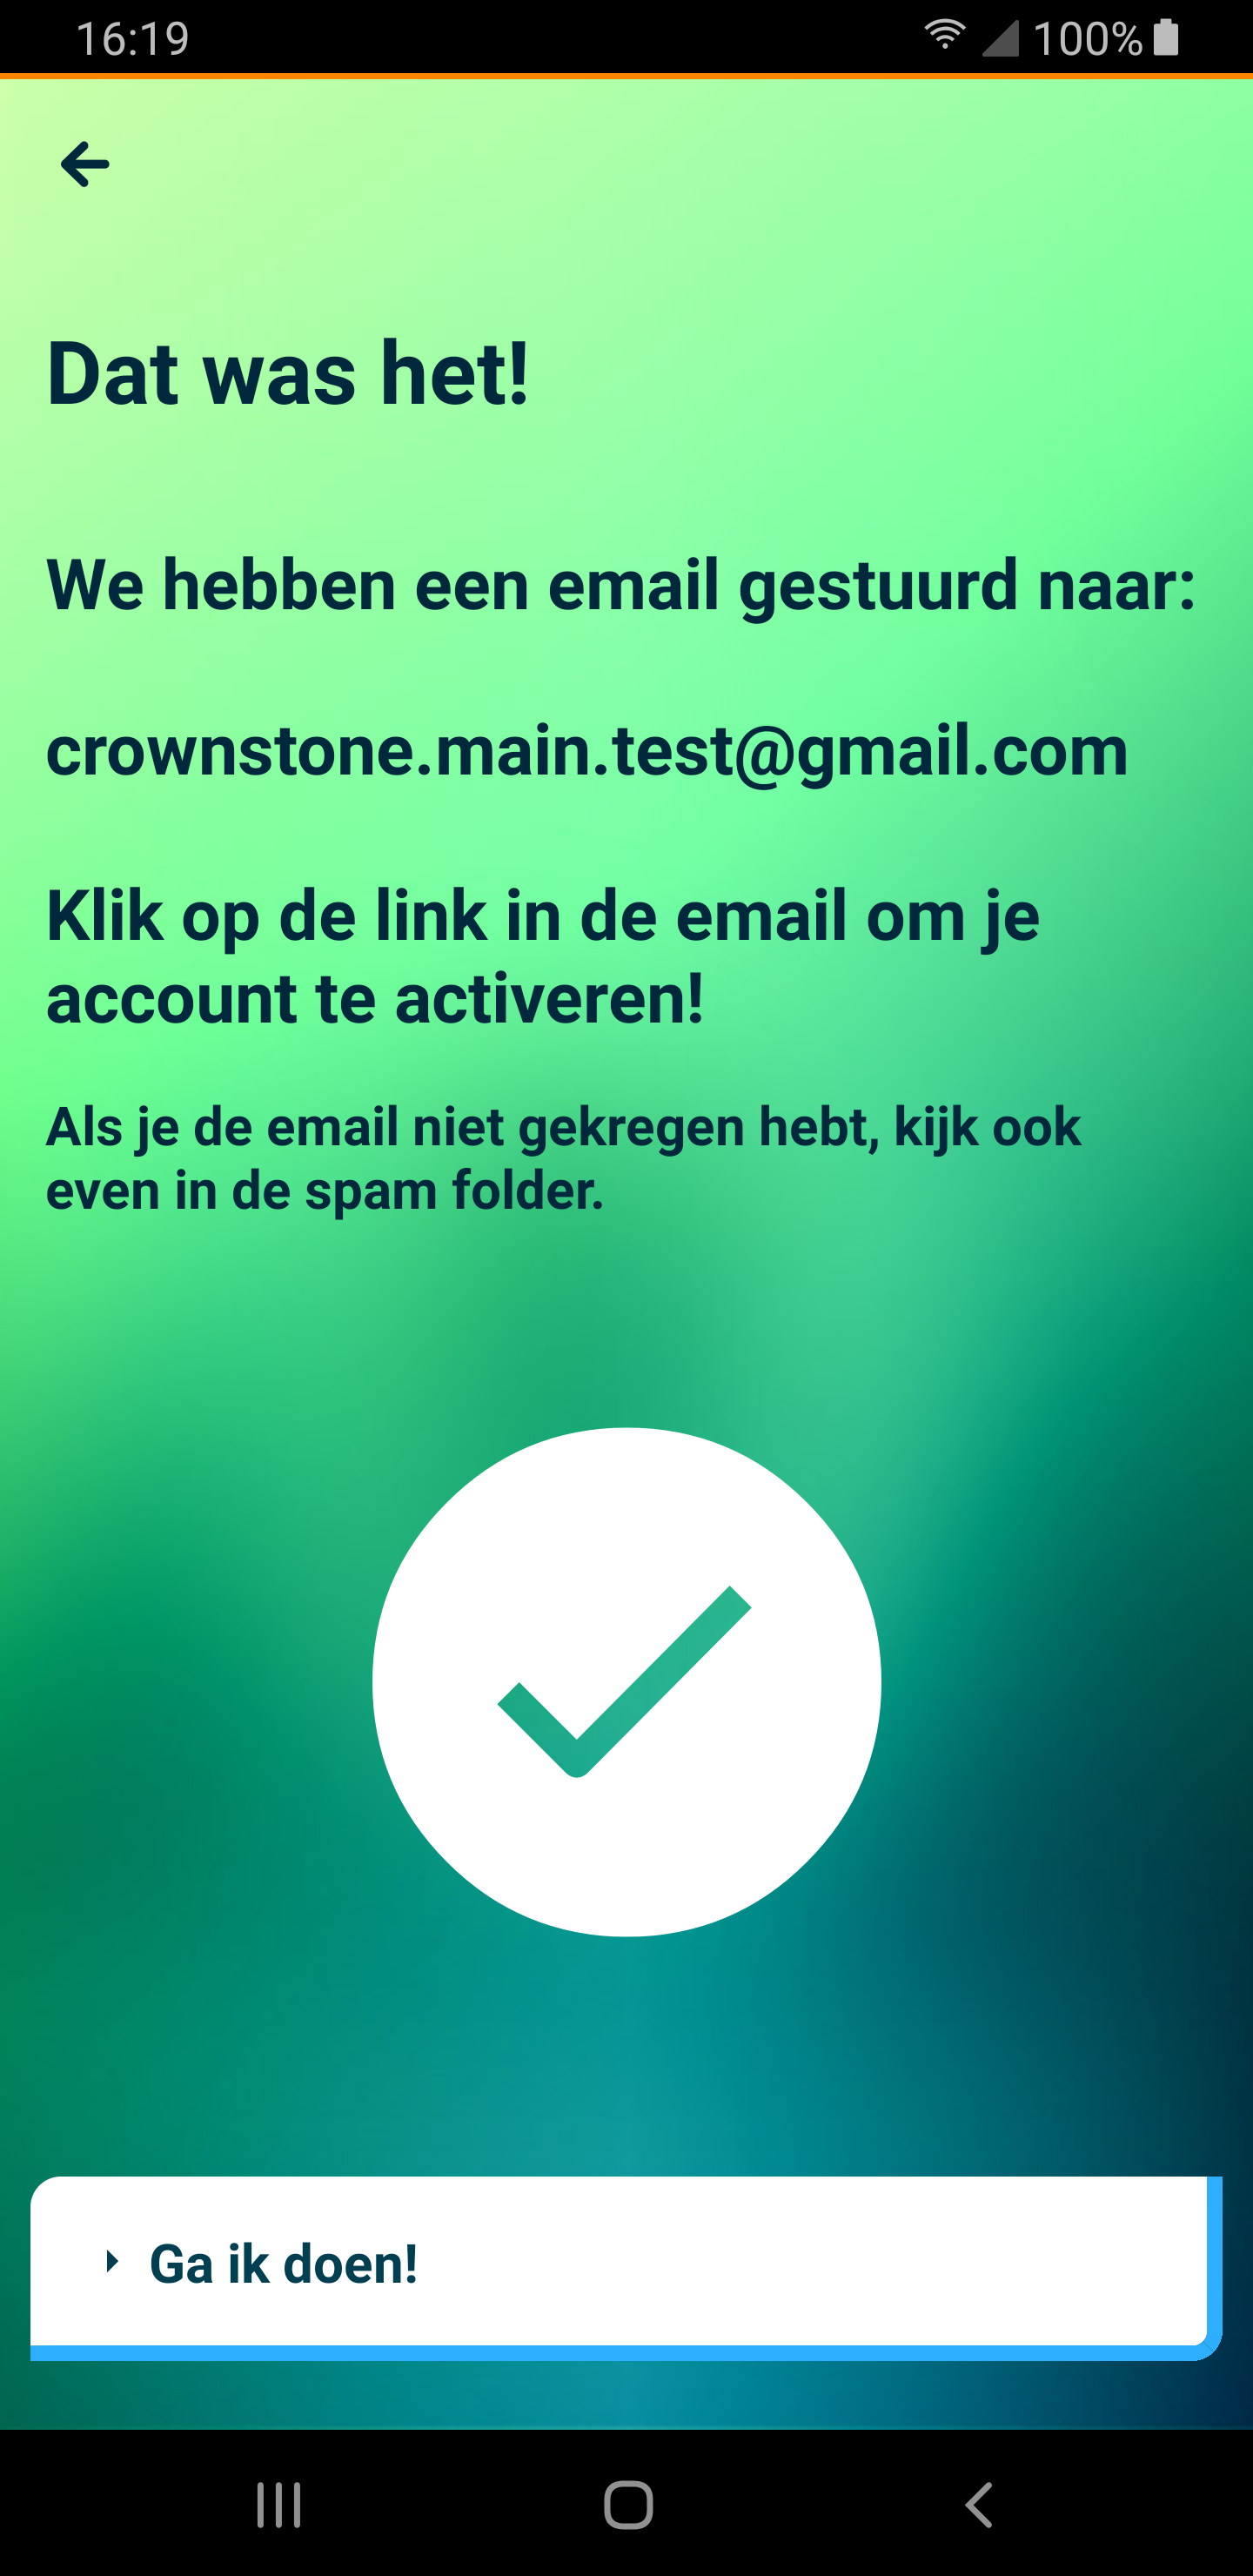 16:19
100%
Dat was het!
We hebben een email gestuurd naar:
crownstone.main.test@gmail.com
Klik op de link in de email om je
account te activeren!
Als je de email niet gekregen hebt, kijk ook
even in de spam folder.
Ga ik doen!